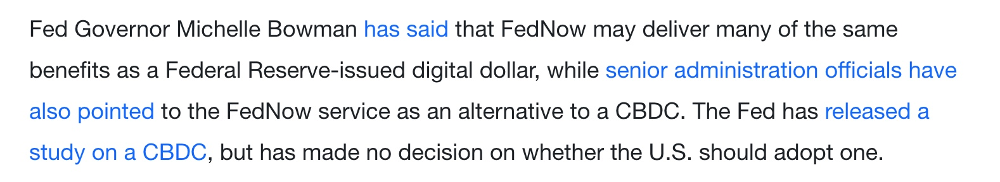 Fed Governor Michelle Bowman has said that FedNow may deliver many of the same
benefits as a Federal Reserve-issued digital dollar, while senior administration officials have
also pointed to the FedNow service as an alternative to a CBDC. The Fed has released a
study on a CBDC, but has made no decision on whether the U.S. should adopt one.